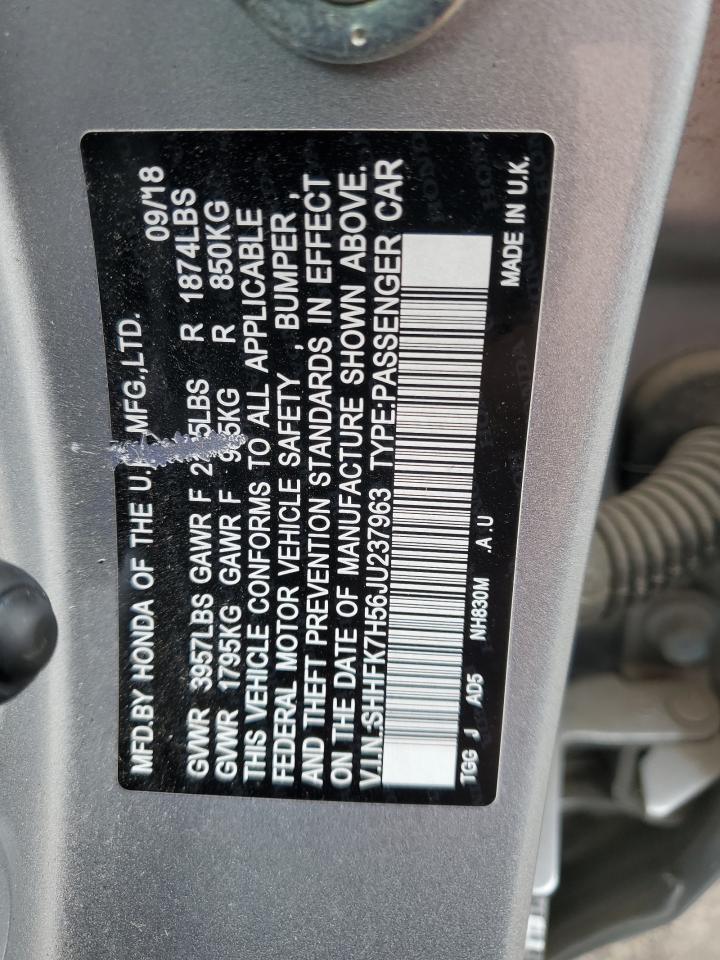 MFD.BY HONDA OF THE MFG.,LTD. 09/18
GVWR 3957LBS GAWR F R 1874LBS
GVWR 1795KG GAWR F R 850KG
THIS VEHICLE CONFORMS TO ALL APPLICABLE
FEDERAL MOTOR VEHICLE SAFETY , BUMPER ,
AND THEFT PREVENTION STANDARDS IN EFFECT
ON THE DATE OF MANUFACTURE SHOWN ABOVE.
V.I.N.:SHHFK7H56JU237963 TYPE:PASSENGER CAR
TGG J AD5 NH830M .A.U MADE IN U.K.